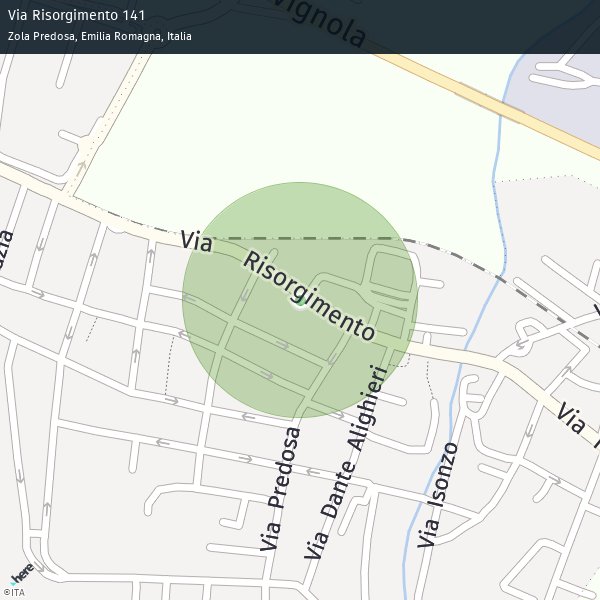 Via Risorgimento 141
Zola Predosa, Emilia Romagna, Italia
Vignola
Via Risorgimento
Via Predosa
Via Dante Alighieri
Via Isonzo
Via
here
©ITA